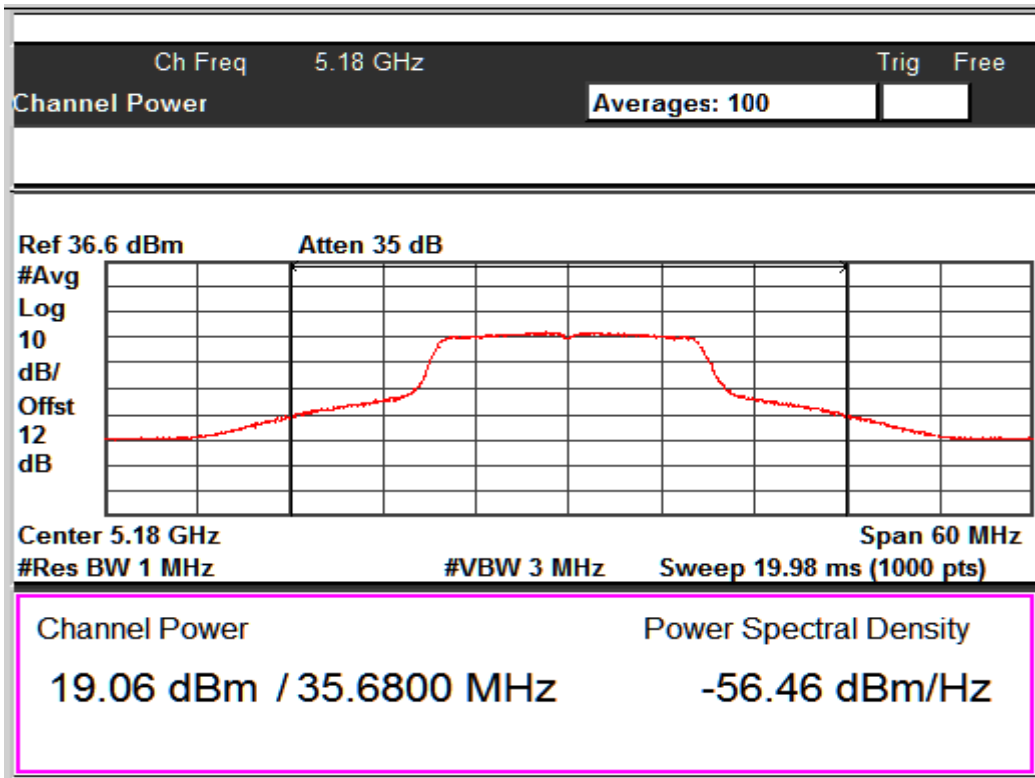 Ch Freq 5.18 GHz Trig Free
Channel Power Averages: 100
Ref 36.6 dBm Atten 35 dB
#Avg
Log
10
dB/
Offst
12
dB
Center 5.18 GHz Span 60 MHz
#Res BW 1 MHz #VBW 3 MHz Sweep 19.98 ms (1000 pts)
Channel Power Power Spectral Density
19.06 dBm / 35.6800 MHz -56.46 dBm/Hz